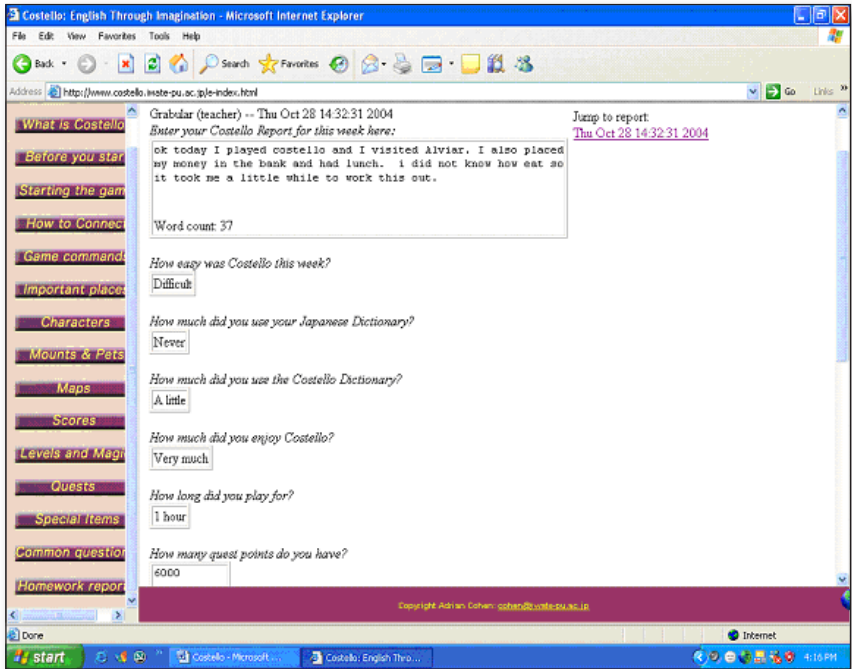 Costello: English Through Imagination - Microsoft Internet Explorer
File Edit View Favorites Tools Help
Back Search Favorites
Address http://www.costello.iwate-pu.ac.jp/e-index.html Go Links »
What is Costello
Before you star
Starting the gam
How to Connect
Game commands
Important places
Characters
Mounts & Pets
Maps
Scores
Levels and Magi
Quests
Special Items
Common question
Homework report
Grabular (teacher) -- Thu Oct 28 14:32:31 2004
Enter your Costello Report for this week here:
ok today I played costello and I visited Alviar. I also placed
my money in the bank and had lunch. i did not know how eat so
it took me a little while to work this out.
Word count: 37
How easy was Costello this week?
Difficult
How much did you use your Japanese Dictionary?
Never
How much did you use the Costello Dictionary?
A little
How much did you enjoy Costello?
Very much
How long did you play for?
1 hour
How many quest points do you have?
6000
Jump to report:
Thu Oct 28 14:32:31 2004
Copyright Adrian Cohen: cohen@iwate-pu.ac.jp
Done Internet
start Costello - Microsoft ... Costello: English Thro... 4:16 PM